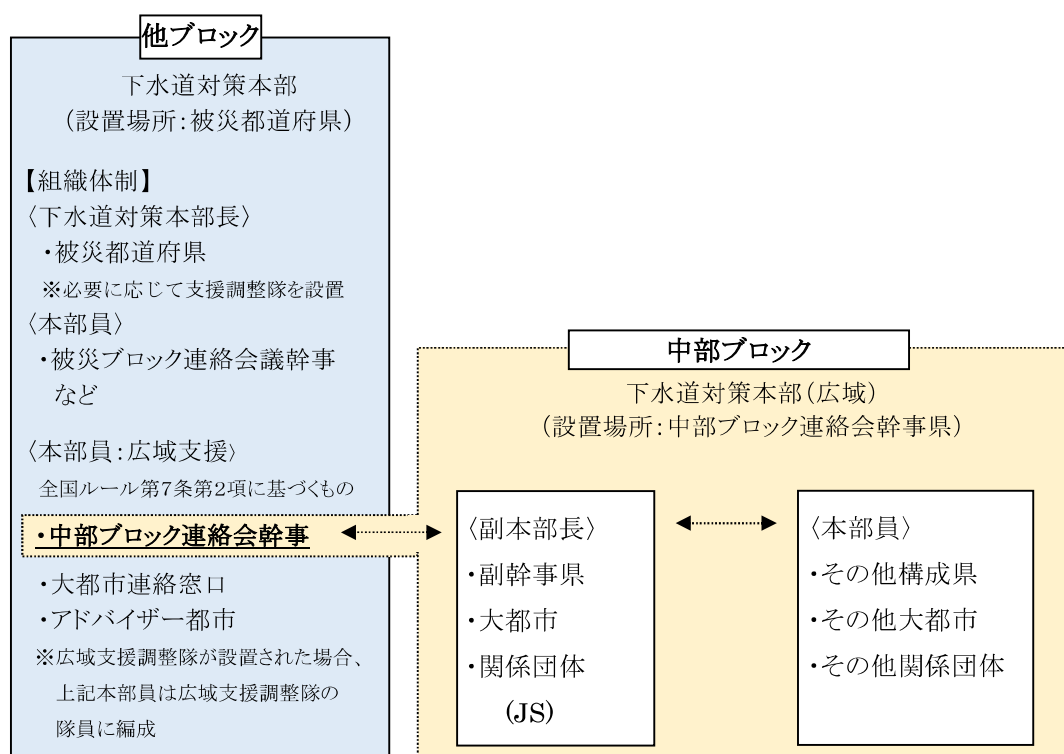 他ブロック
下水道対策本部
（設置場所：被災都道府県）
【組織体制】
〈下水道対策本部長〉
・被災都道府県
※必要に応じて支援調整隊を設置
〈本部員〉
・被災ブロック連絡会議幹事
など
〈本部員：広域支援〉
全国ルール第7条第2項に基づくもの
・中部ブロック連絡会幹事
・大都市連絡窓口
・アドバイザー都市
※広域支援調整隊が設置された場合、
上記本部員は広域支援調整隊の
隊員に編成
中部ブロック
下水道対策本部（広域）
（設置場所：中部ブロック連絡会幹事県）
〈副本部長〉
・副幹事県
・大都市
・関係団体
(JS)
〈本部員〉
・その他構成県
・その他大都市
・その他関係団体